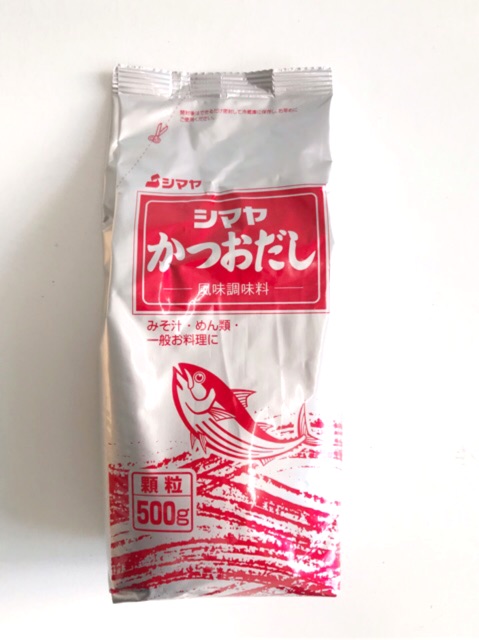 シマヤ
シマヤ
かつおだし
風味調味料
みそ汁・めん類・
一般お料理に
顆粒
500g